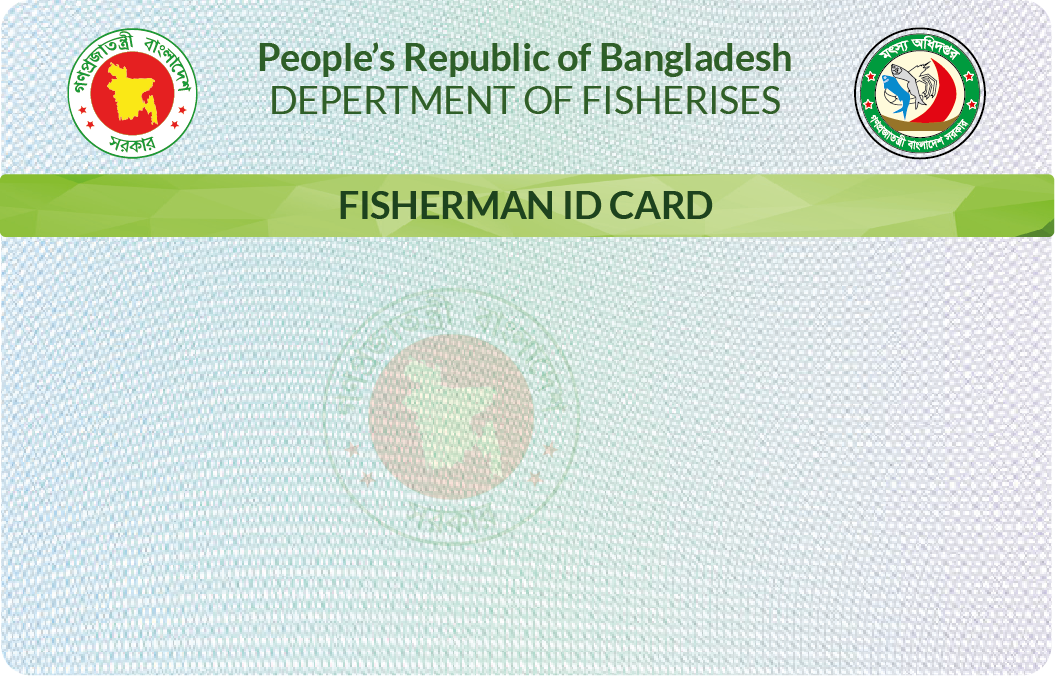 গণপ্রজাতন্ত্রী বাংলাদেশ
সরকার
People's Republic of Bangladesh
DEPERTMENT OF FISHERISES
মৎস্য অধিদপ্তর
গণপ্রজাতন্ত্রী বাংলাদেশ সরকার
FISHERMAN ID CARD